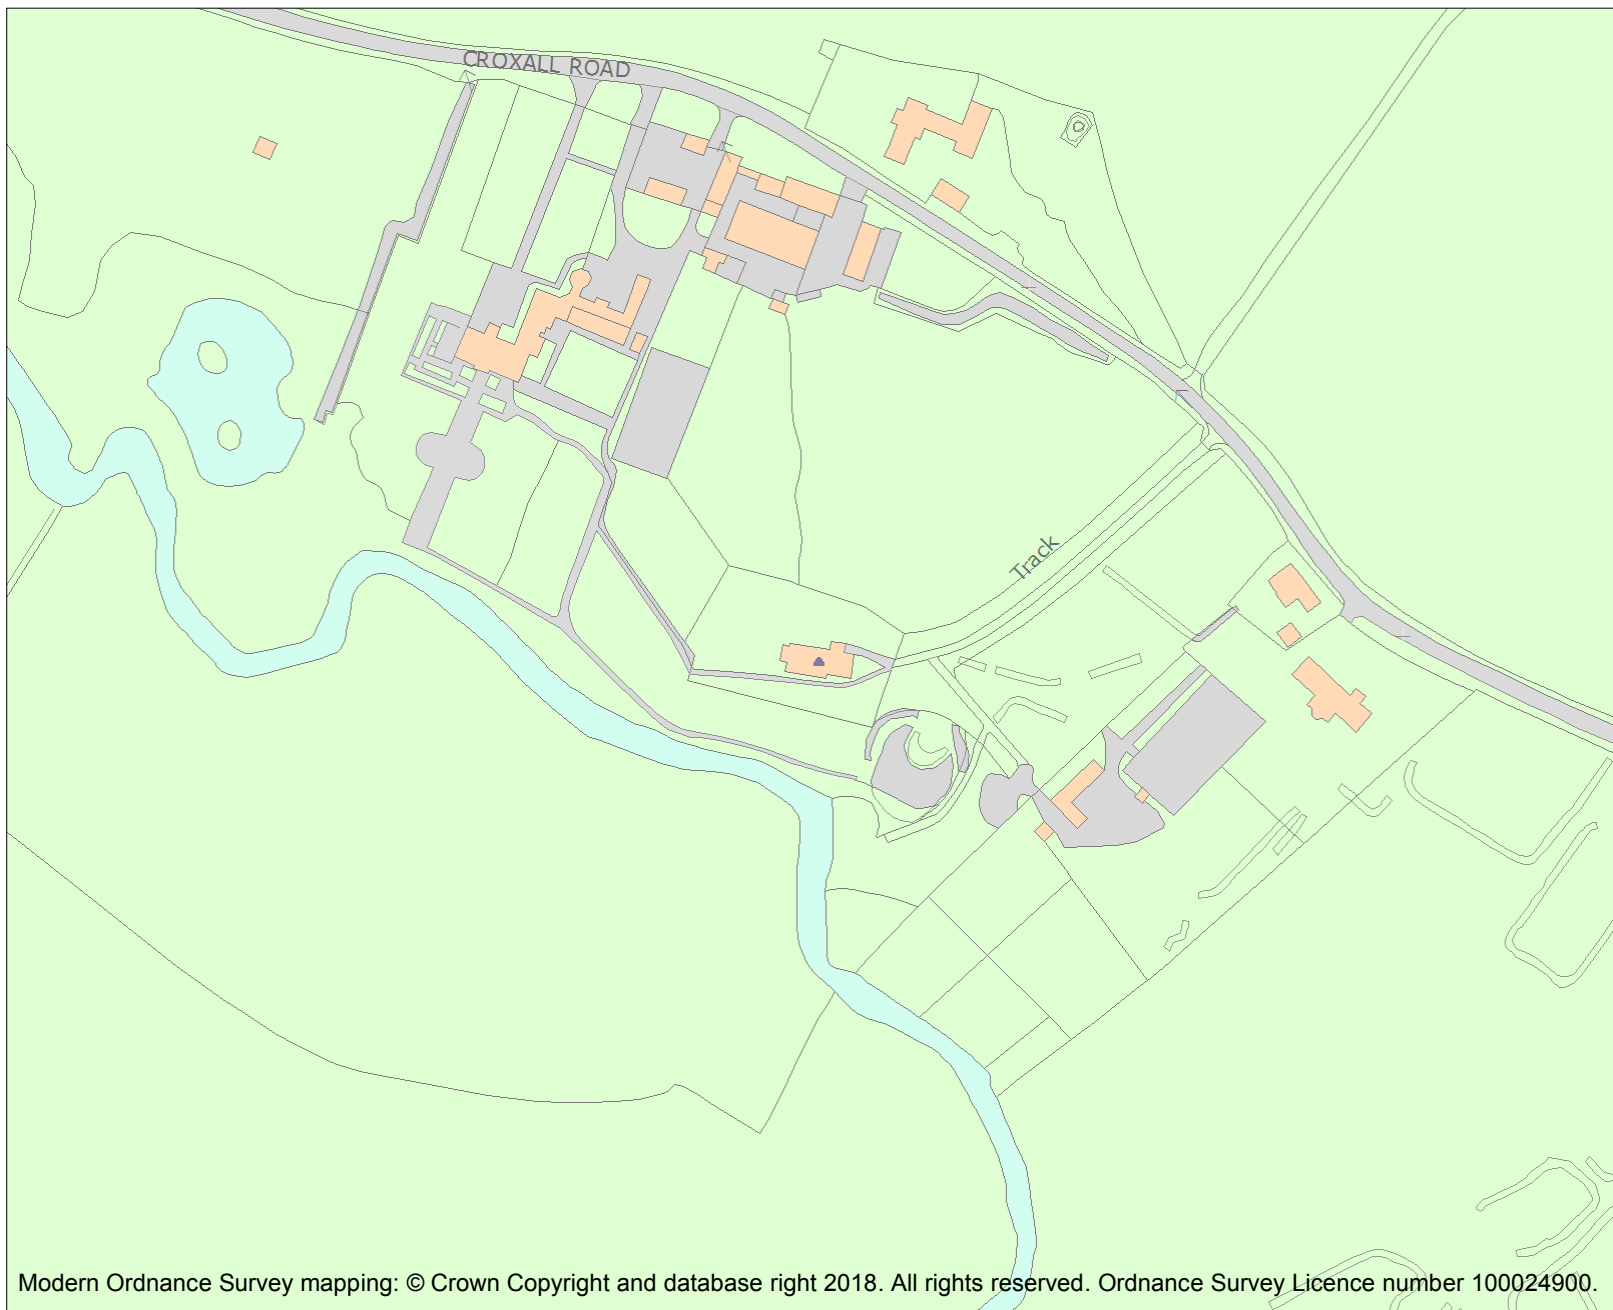 CROXALL ROAD
Track
Modern Ordnance Survey mapping: © Crown Copyright and database right 2018. All rights reserved. Ordnance Survey Licence number 100024900.